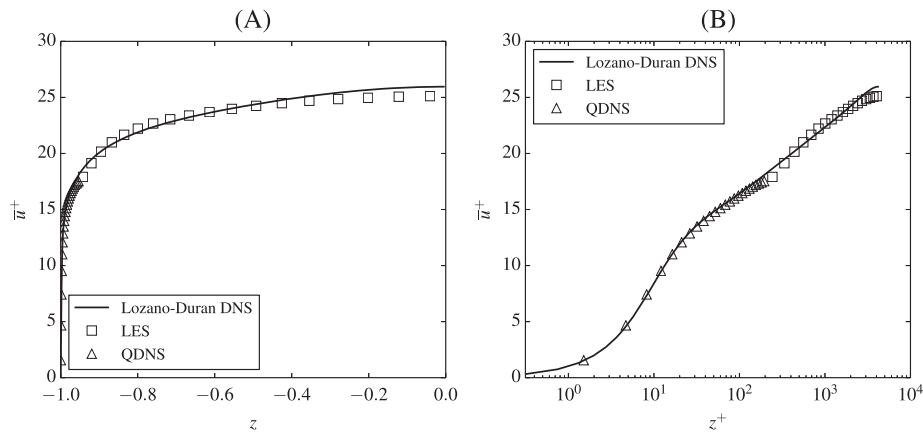 (A)
30
25
20
15
10
5
0
u̅⁺
Lozano-Duran DNS
LES
QDNS
−1.0 −0.8 −0.6 −0.4 −0.2 0.0
z
(B)
30
25
20
15
10
5
0
u̅⁺
Lozano-Duran DNS
LES
QDNS
10⁰ 10¹ 10² 10³ 10⁴
z⁺